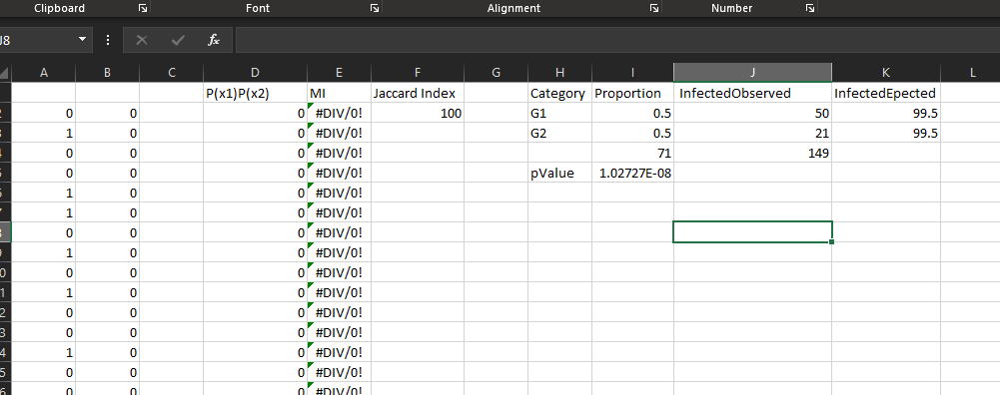 Clipboard Font Alignment Number
J8 fx
A B C D E F G H I J K L
P(x1)P(x2) MI Jaccard Index Category Proportion InfectedObserved InfectedEpected
2 0 0 0 #DIV/0! 100 G1 0.5 50 99.5
3 1 0 0 #DIV/0! G2 0.5 21 99.5
4 0 0 0 #DIV/0! 71 149
5 0 0 0 #DIV/0! pValue 1.02727E-08
6 1 0 0 #DIV/0!
7 1 0 0 #DIV/0!
8 0 0 0 #DIV/0!
9 1 0 0 #DIV/0!
0 0 0 0 #DIV/0!
1 1 0 0 #DIV/0!
2 0 0 0 #DIV/0!
3 0 0 0 #DIV/0!
4 1 0 0 #DIV/0!
5 0 0 0 #DIV/0!
6 0 0 0 #DIV/0!